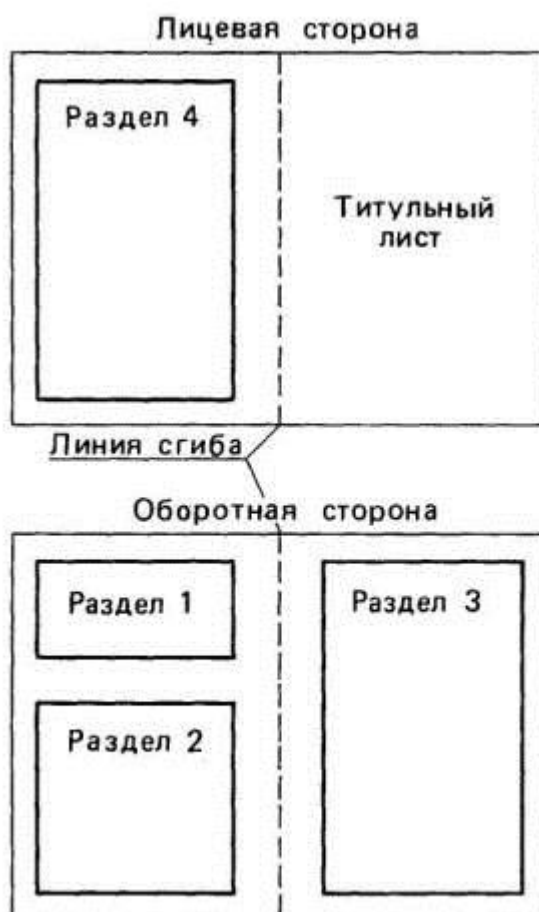 Лицевая сторона
Раздел 4
Титульный
лист
Линия сгиба
Оборотная сторона
Раздел 1
Раздел 3
Раздел 2